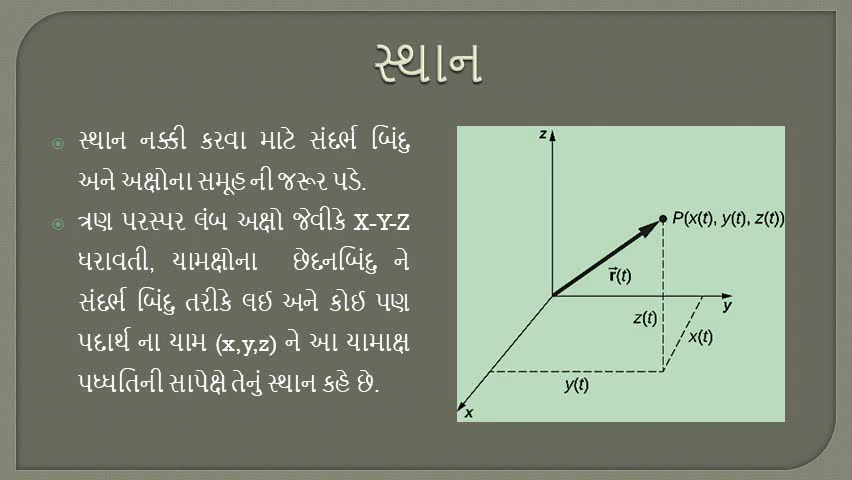 સ્થાન
સ્થાન નક્કી કરવા માટે સંદર્ભ બિંદુ
અને અક્ષોના સમૂહ ની જરૂર પડે.
ત્રણ પરસ્પર લંબ અક્ષો જેવીકે X-Y-Z
ધરાવતી, યામક્ષોના છેદનબિંદુ ને
સંદર્ભ બિંદુ તરીકે લઈ અને કોઈ પણ
પદાર્થ ના યામ (x,y,z) ને આ યામાક્ષ
પધ્ધતિની સાપેક્ષે તેનું સ્થાન કહે છે.
z
P(x(t), y(t), z(t))
r⃗(t)
y
z(t)
x(t)
y(t)
x